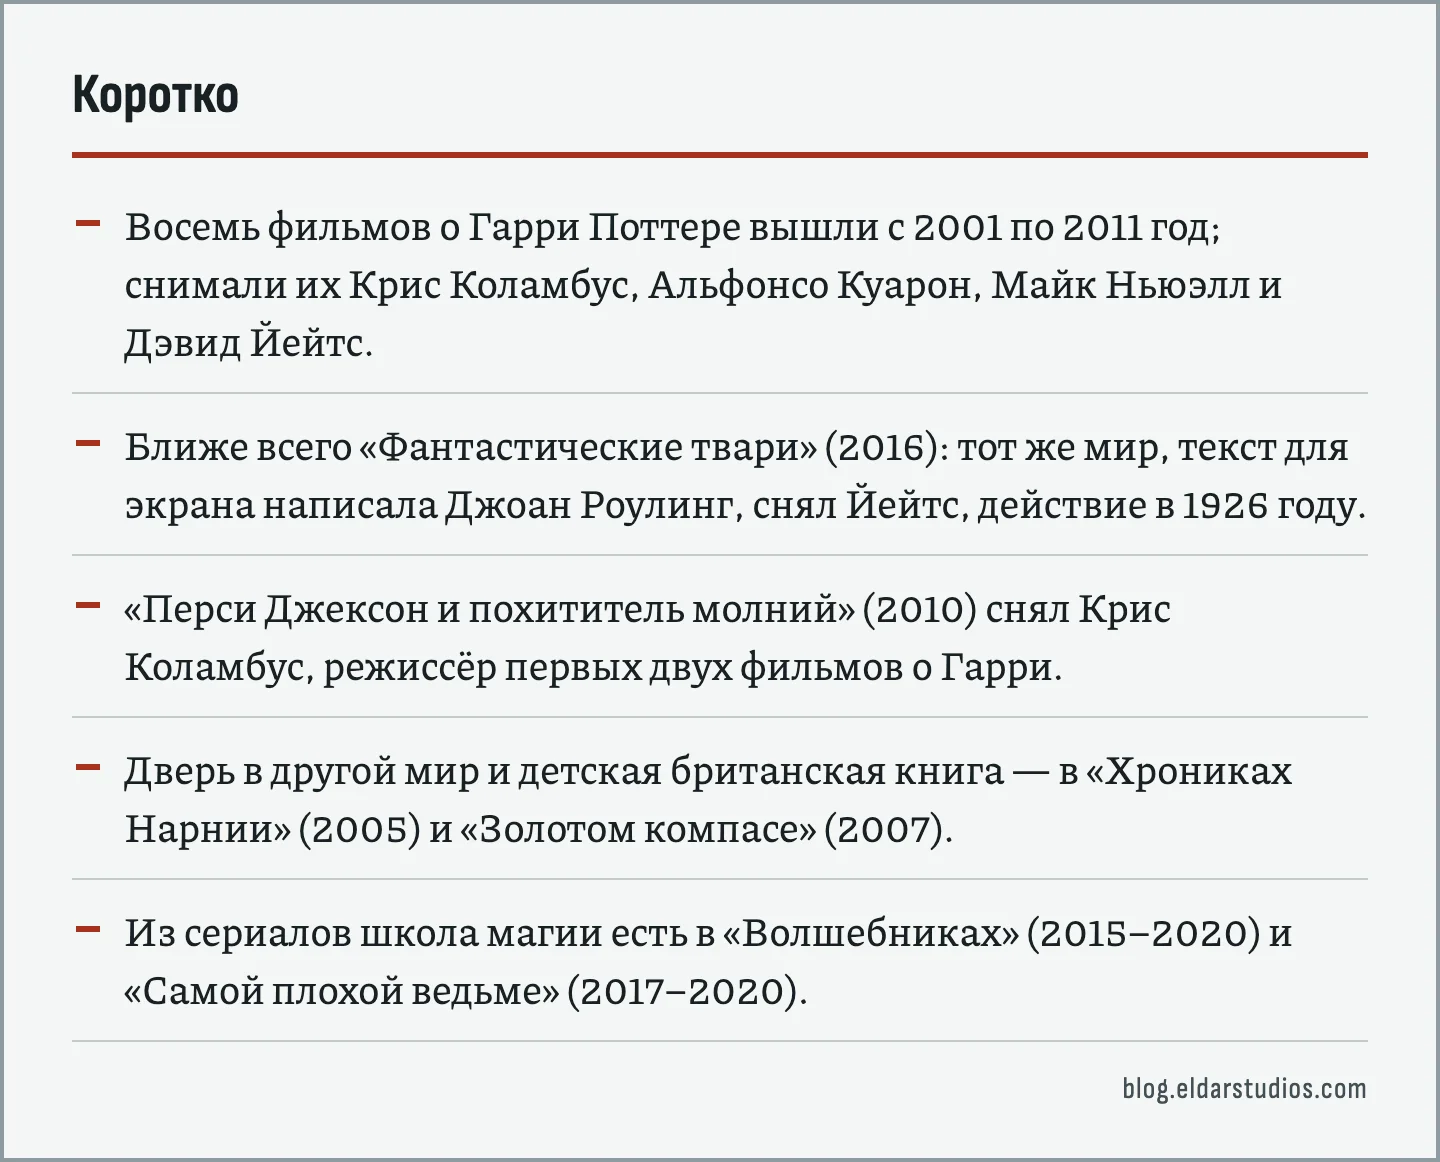 Коротко
Восемь фильмов о Гарри Поттере вышли с 2001 по 2011 год;
снимали их Крис Коламбус, Альфонсо Куарон, Майк Ньюэлл и
Дэвид Йейтс.
Ближе всего «Фантастические твари» (2016): тот же мир, текст для
экрана написала Джоан Роулинг, снял Йейтс, действие в 1926 году.
«Перси Джексон и похититель молний» (2010) снял Крис
Коламбус, режиссёр первых двух фильмов о Гарри.
Дверь в другой мир и детская британская книга — в «Хрониках
Нарнии» (2005) и «Золотом компасе» (2007).
Из сериалов школа магии есть в «Волшебниках» (2015–2020) и
«Самой плохой ведьме» (2017–2020).
blog.eldarstudios.com